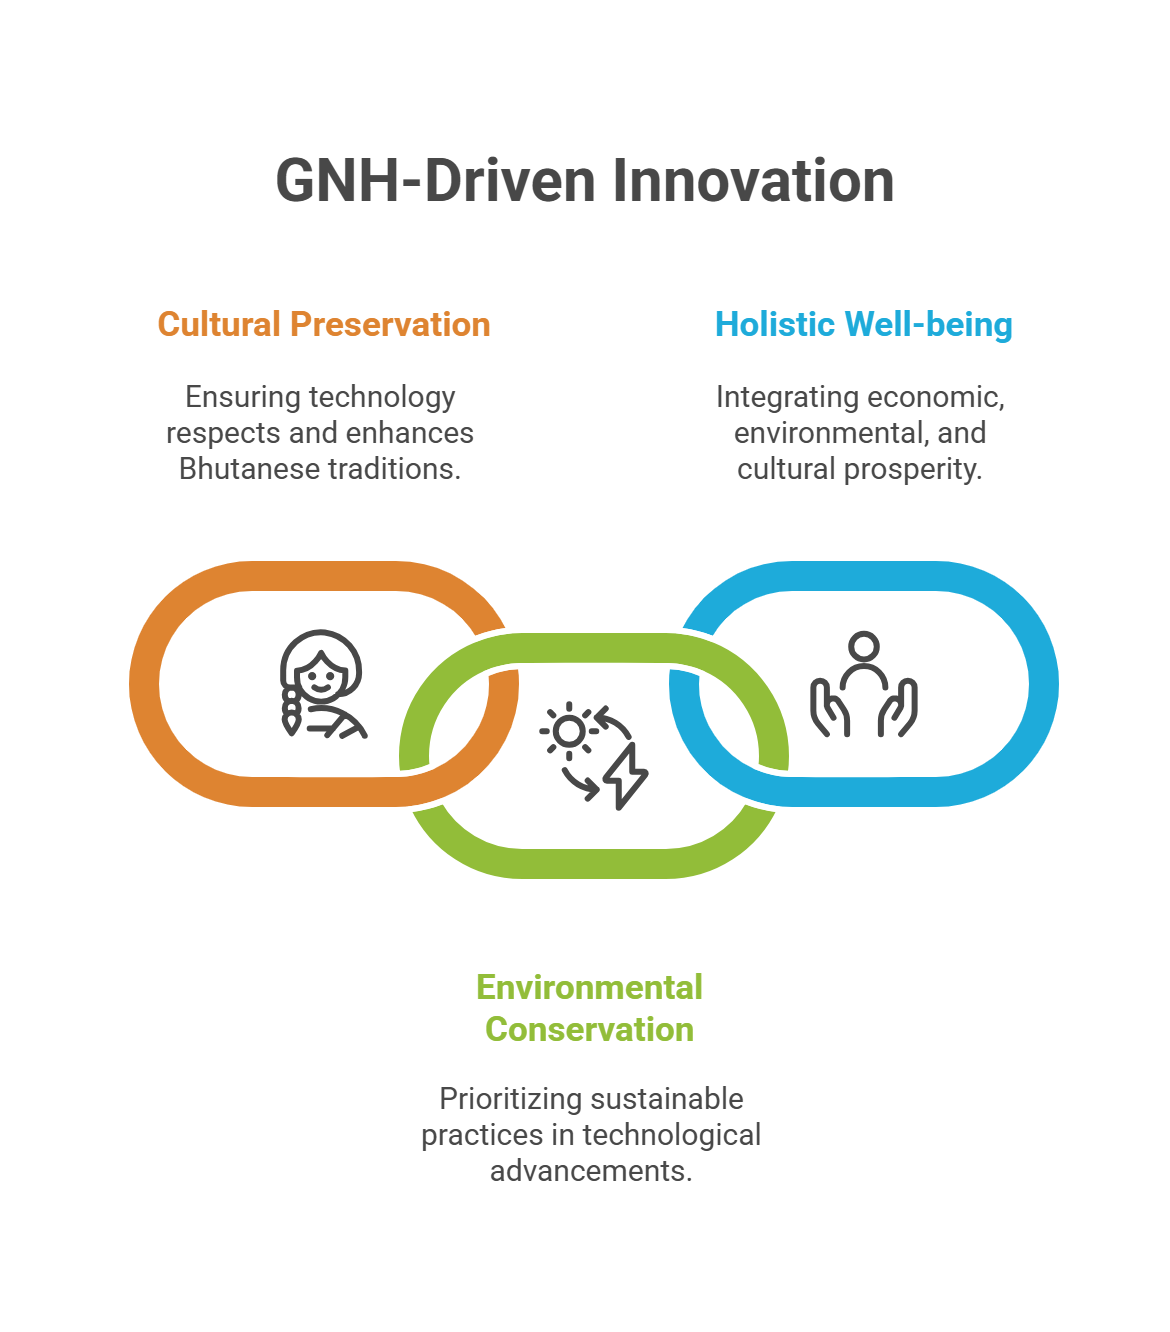 GNH-Driven Innovation
Cultural Preservation
Ensuring technology
respects and enhances
Bhutanese traditions.
Holistic Well-being
Integrating economic,
environmental, and
cultural prosperity.
Environmental
Conservation
Prioritizing sustainable
practices in technological
advancements.